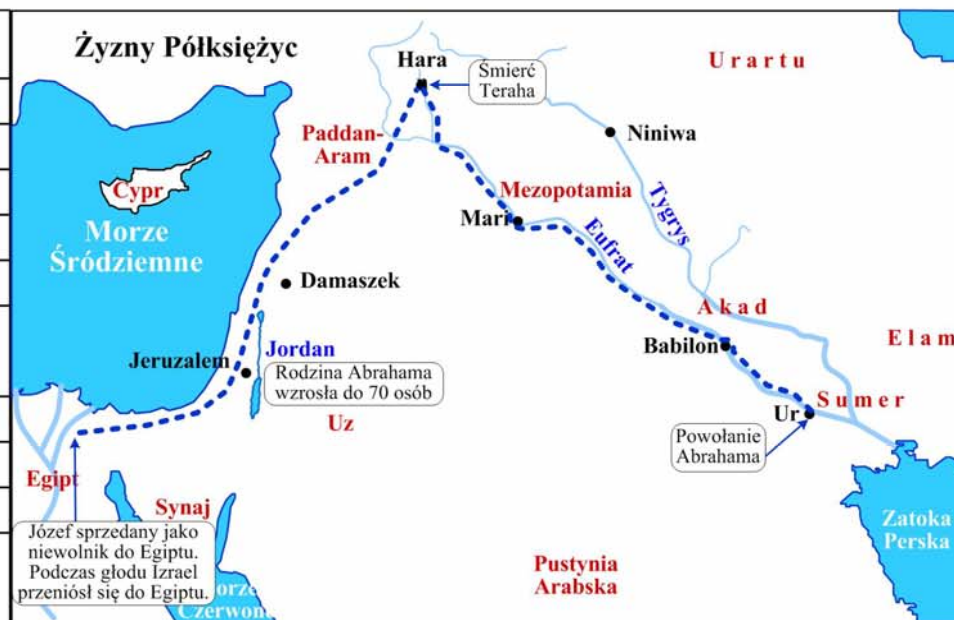 Żyzny Półksiężyc
Hara
Śmierć
Teraha
Urartu
Paddan-
Aram
Niniwa
Cypr
Mezopotamia
Mari
Tygrys
Eufrat
Morze
Śródziemne
Damaszek
Akad
Elam
Jeruzalem
Jordan
Babilon
Rodzina Abrahama
wzrosła do 70 osób
Uz
Sumer
Ur
Powołanie
Abrahama
Egipt
Synaj
Józef sprzedany jako
niewolnik do Egiptu.
Podczas głodu Izrael
przeniósł się do Egiptu.
Zatoka
Perska
Pustynia
Arabska
orze
Czerwon